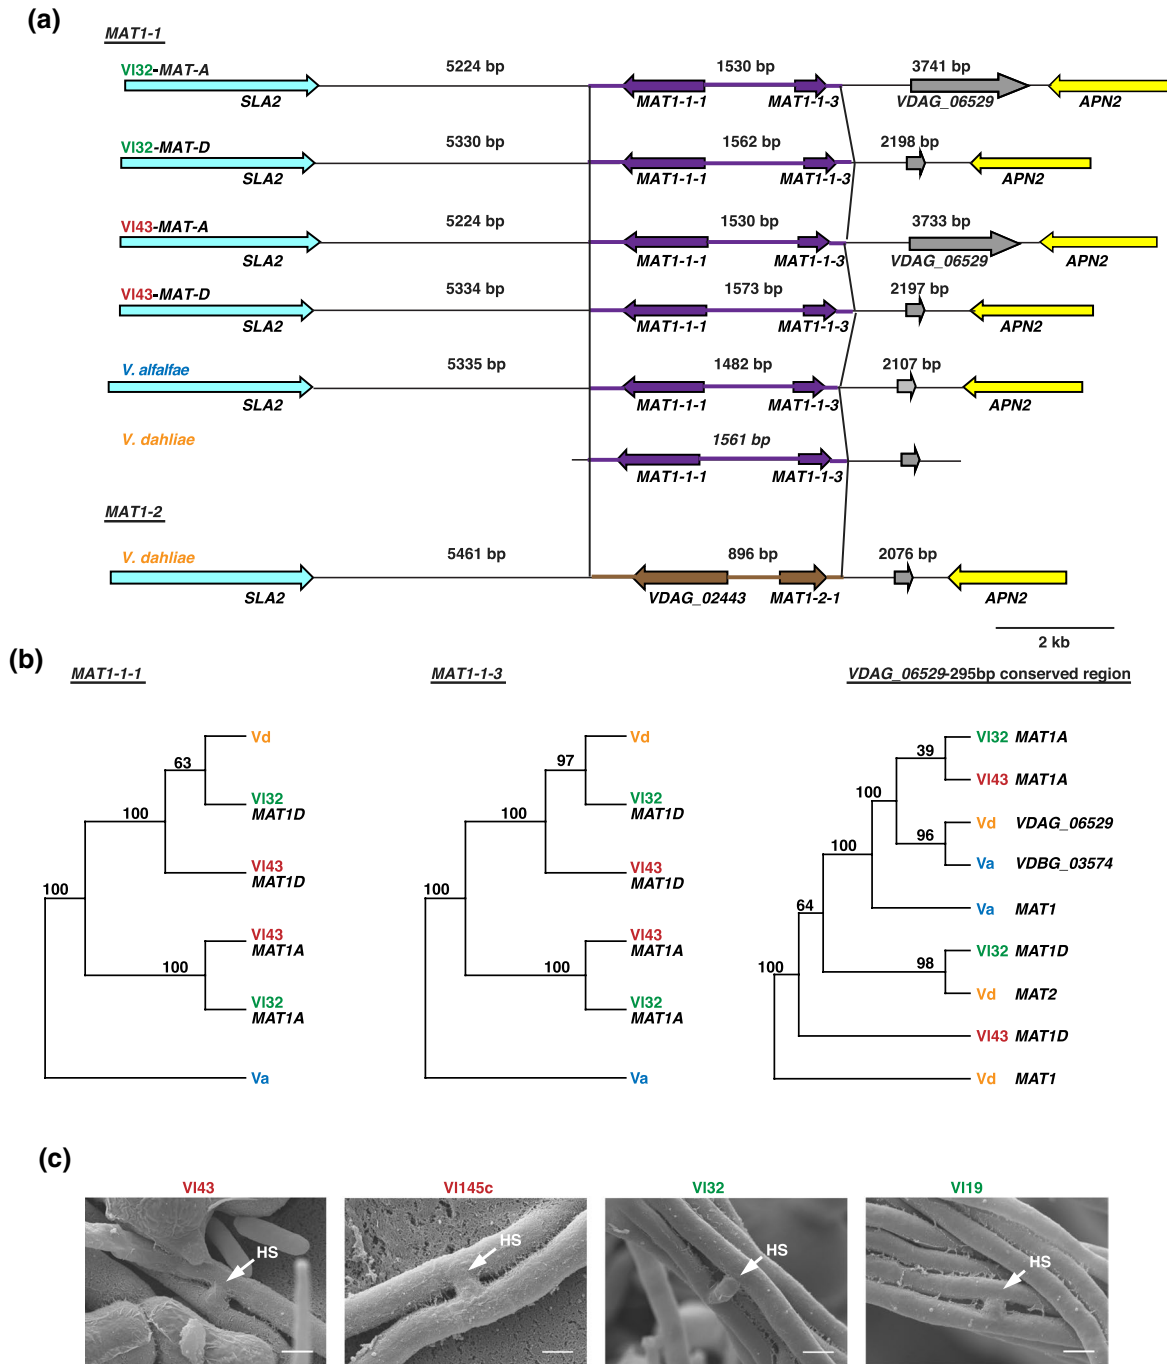 (a)
MAT1-1
Vl32-MAT-A
5224 bp
1530 bp
3741 bp
SLA2
MAT1-1-1
MAT1-1-3
VDAG_06529
APN2
Vl32-MAT-D
5330 bp
1562 bp
2198 bp
SLA2
MAT1-1-1
MAT1-1-3
APN2
Vl43-MAT-A
5224 bp
1530 bp
3733 bp
SLA2
MAT1-1-1
MAT1-1-3
VDAG_06529
APN2
Vl43-MAT-D
5334 bp
1573 bp
2197 bp
SLA2
MAT1-1-1
MAT1-1-3
APN2
V. alfalfae
5335 bp
1482 bp
2107 bp
SLA2
MAT1-1-1
MAT1-1-3
APN2
V. dahliae
1561 bp
MAT1-1-1
MAT1-1-3
MAT1-2
V. dahliae
5461 bp
896 bp
2076 bp
SLA2
VDAG_02443
MAT1-2-1
APN2
2 kb
(b)
MAT1-1-1
Vd
63
Vl32
MAT1D
100
Vl43
MAT1D
100
Vl43
MAT1A
100
Vl32
MAT1A
Va
MAT1-1-3
Vd
97
Vl32
MAT1D
100
Vl43
MAT1D
100
Vl43
MAT1A
100
Vl32
MAT1A
Va
VDAG_06529-295bp conserved region
Vl32 MAT1A
39
Vl43 MAT1A
100
Vd VDAG_06529
96
100
Va VDBG_03574
64
Va MAT1
Vl32 MAT1D
98
100
Vd MAT2
Vl43 MAT1D
Vd MAT1
(c)
Vl43
HS
Vl145c
HS
Vl32
HS
Vl19
HS